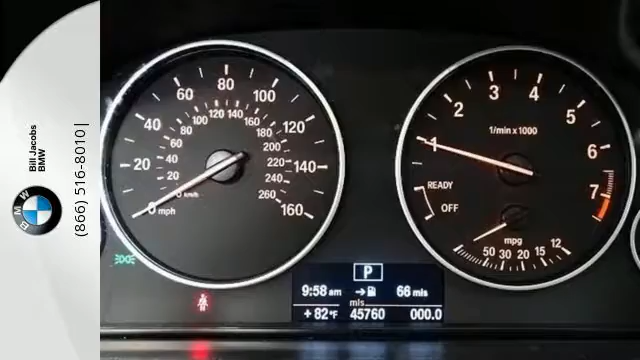 Bill Jacobs
BMW
(866) 516-8010|
BMW
0 20 40 60 80 100 120 140 160
mph
0 20 40 60 80 100 120 140 160 180 200 220 240 260
km/h
1 2 3 4 5 6 7
1/min x 1000
READY
OFF
mpg
50 30 20 15 12
P
9:58 am 66 mls
mls
+82°F 45760 000.0